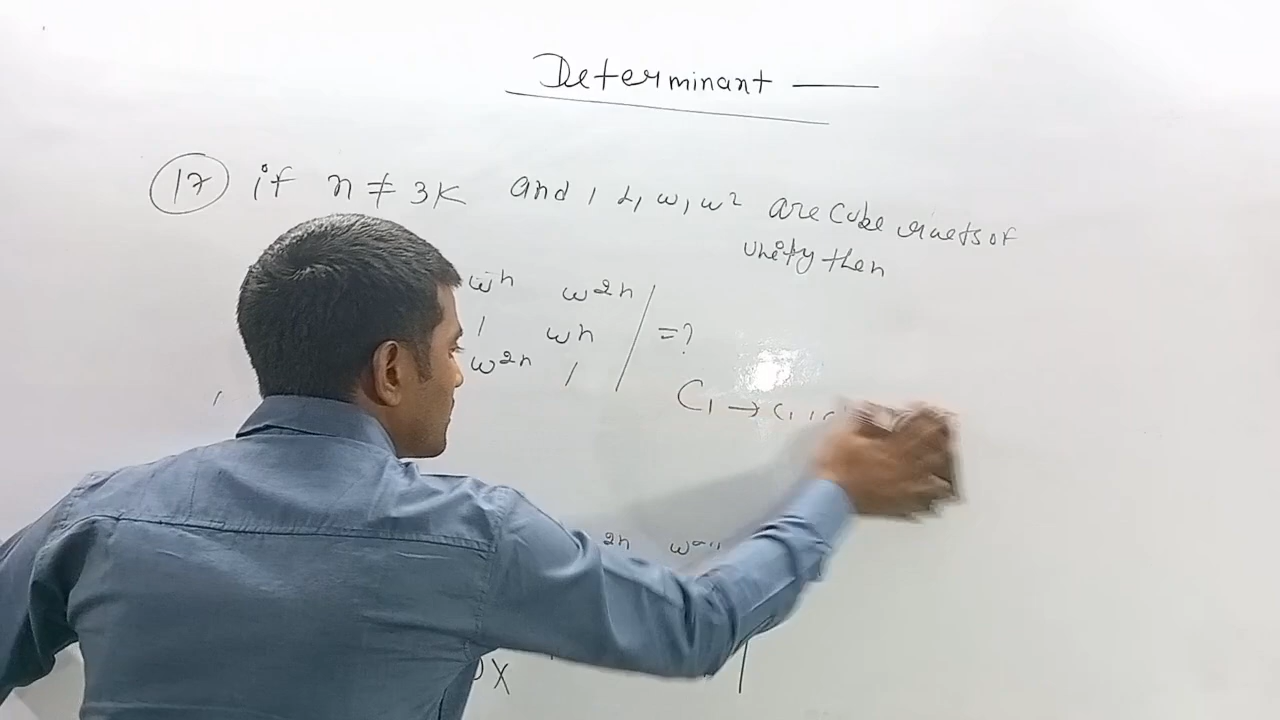 Determinant
17 if n ≠ 3K and 1 1, ω, ω² are Cube roots of
unity then
ωn ω2n
1 ωn =?
ω2n 1
C1 → C1
2n
X